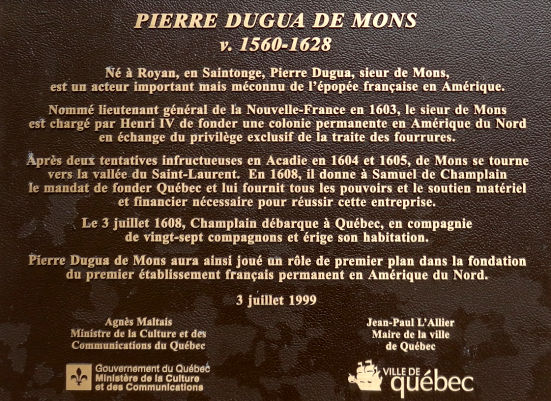 PIERRE DUGUA DE MONS
v. 1560-1628
Né à Royan, en Saintonge, Pierre Dugua, sieur de Mons,
est un acteur important mais méconnu de l'épopée française en Amérique.
Nommé lieutenant général de la Nouvelle-France en 1603, le sieur de Mons
est chargé par Henri IV de fonder une colonie permanente en Amérique du Nord
en échange du privilège exclusif de la traite des fourrures.
Après deux tentatives infructueuses en Acadie en 1604 et 1605, de Mons se tourne
vers la vallée du Saint-Laurent. En 1608, il donne à Samuel de Champlain
le mandat de fonder Québec et lui fournit tous les pouvoirs et le soutien matériel
et financier nécessaire pour réussir cette entreprise.
Le 3 juillet 1608, Champlain débarque à Québec, en compagnie
de vingt-sept compagnons et érige son habitation.
Pierre Dugua de Mons aura ainsi joué un rôle de premier plan dans la fondation
du premier établissement français permanent en Amérique du Nord.
3 juillet 1999
Agnès Maltais
Ministre de la Culture et des
Communications du Québec
Gouvernement du Québec
Ministère de la Culture
et des Communications
Jean-Paul L'Allier
Maire de la ville
de Québec
VILLE DE
québec